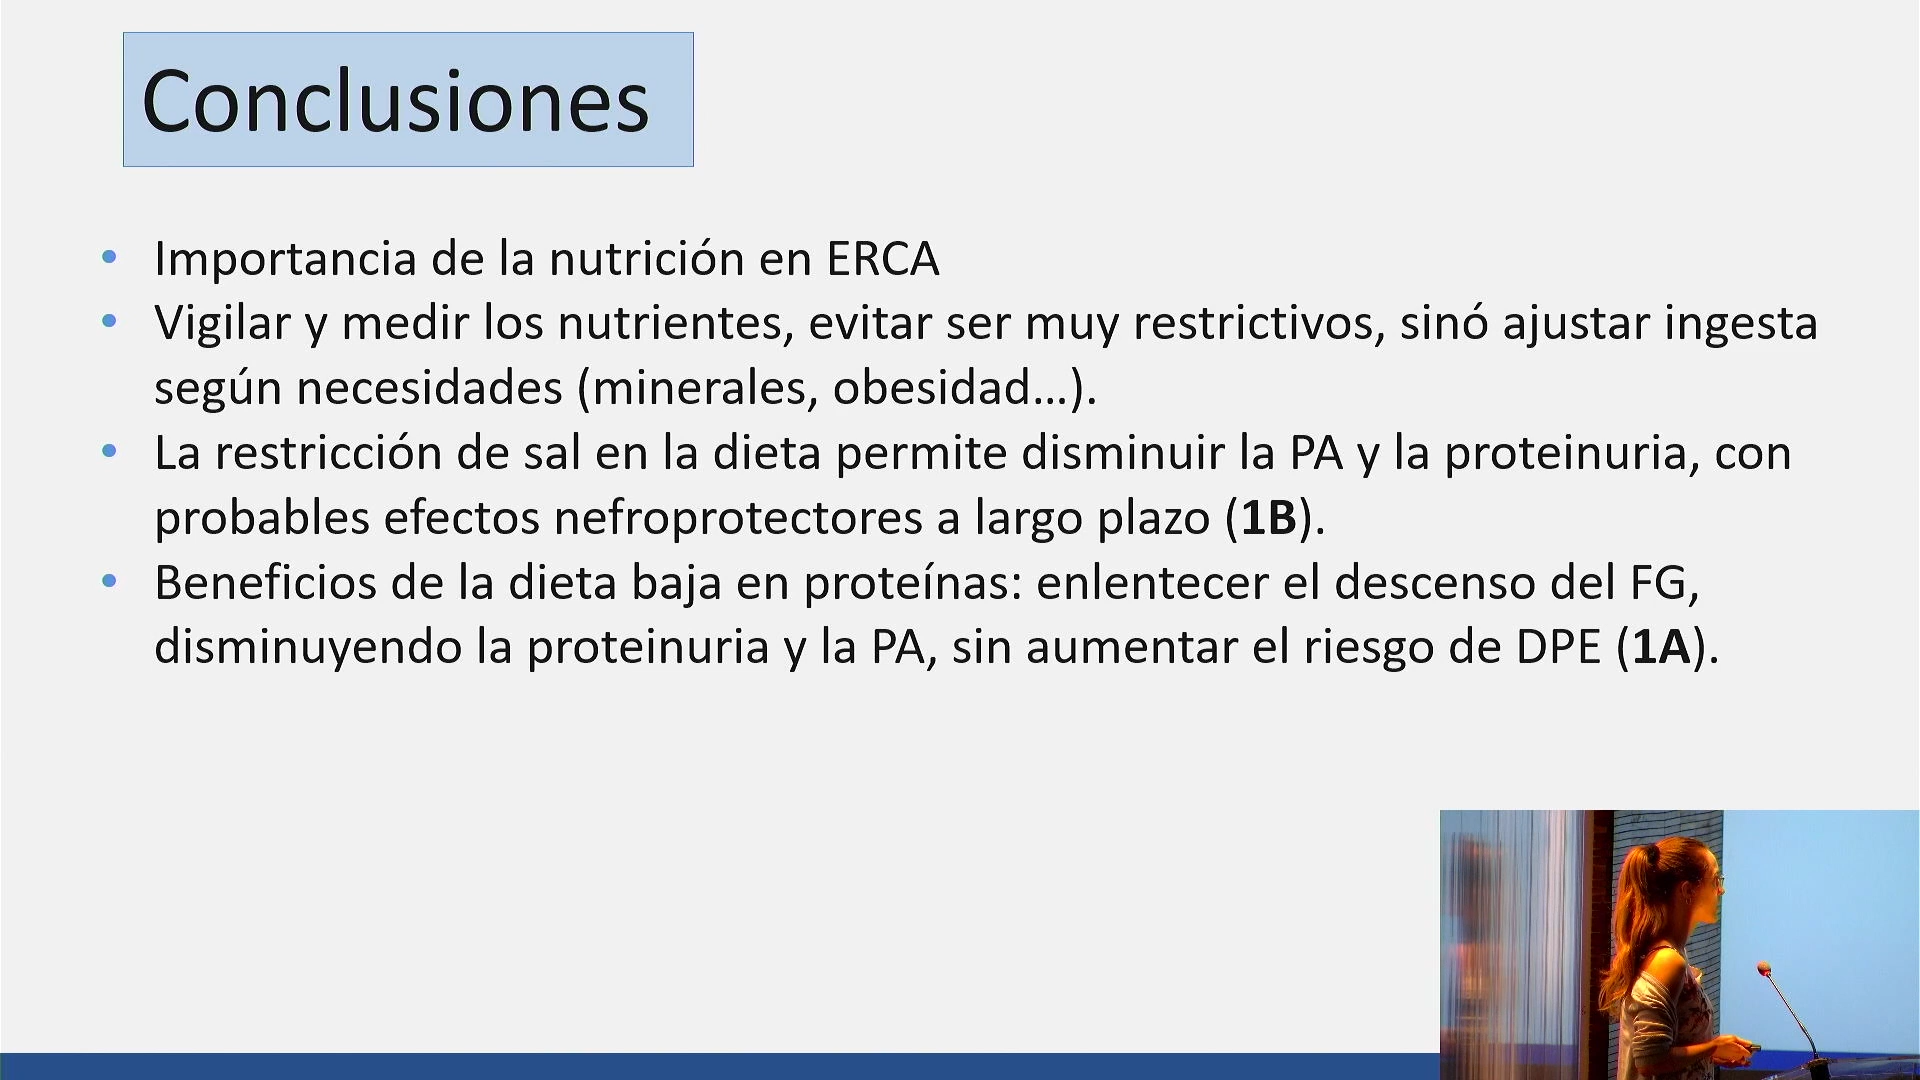 Conclusiones
• Importancia de la nutrición en ERCA
• Vigilar y medir los nutrientes, evitar ser muy restrictivos, sinó ajustar ingesta
según necesidades (minerales, obesidad...).
• La restricción de sal en la dieta permite disminuir la PA y la proteinuria, con
probables efectos nefroprotectores a largo plazo (1B).
• Beneficios de la dieta baja en proteínas: enlentecer el descenso del FG,
disminuyendo la proteinuria y la PA, sin aumentar el riesgo de DPE (1A).